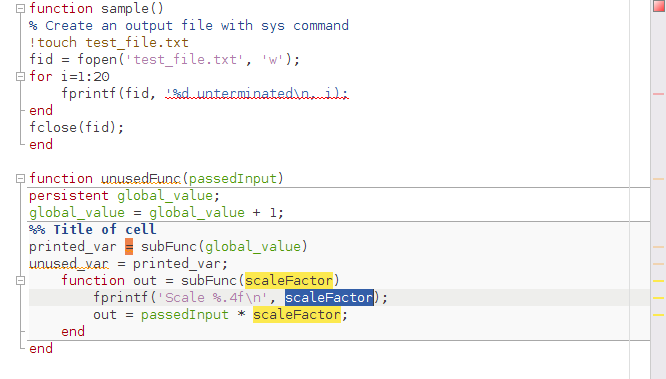 function sample()
% Create an output file with sys command
!touch test_file.txt
fid = fopen('test_file.txt', 'w');
for i=1:20
    fprintf(fid, '%d unterminated\n, i);
end
fclose(fid);
end

function unusedFunc(passedInput)
persistent global_value;
global_value = global_value + 1;
%% Title of cell
printed_var = subFunc(global_value)
unused_var = printed_var;
    function out = subFunc(scaleFactor)
        fprintf('Scale %.4f\n', scaleFactor);
        out = passedInput * scaleFactor;
    end
end